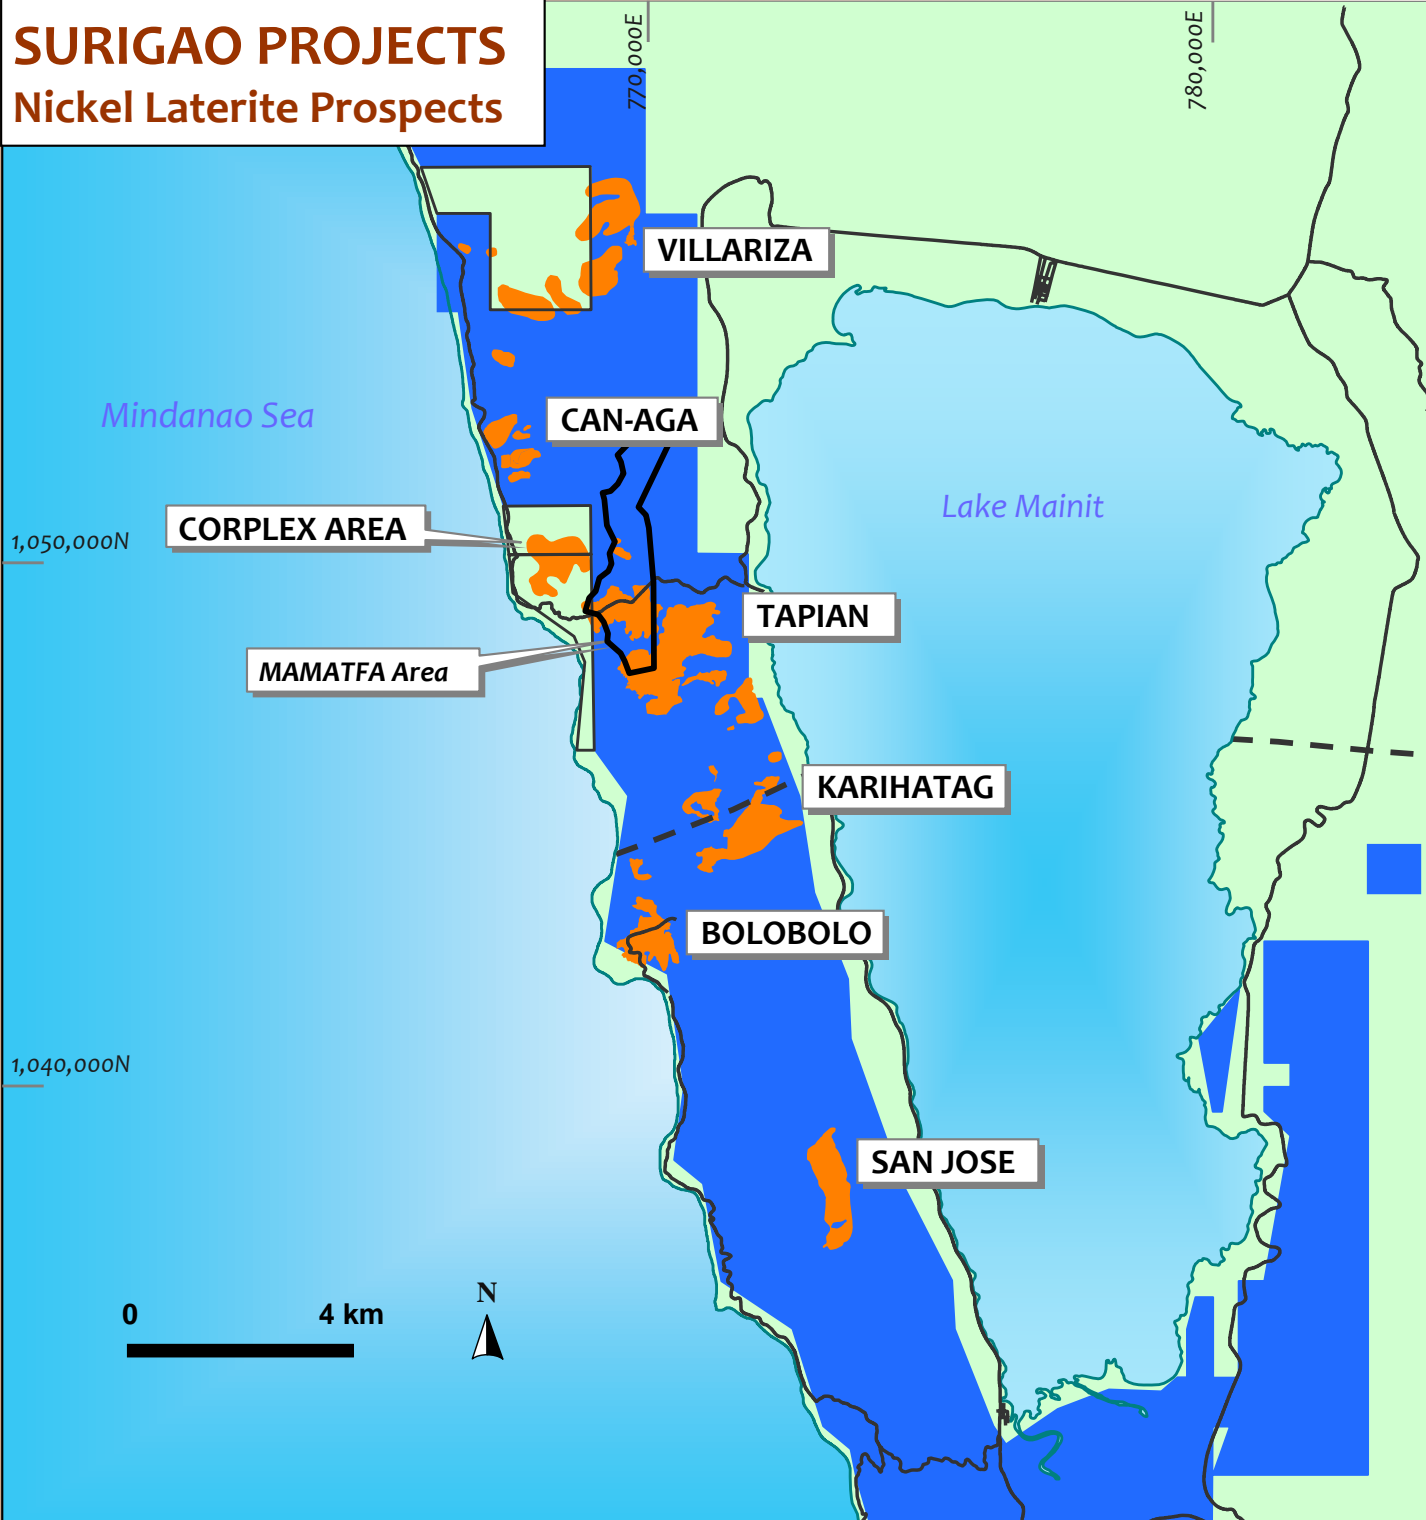 SURIGAO PROJECTS
Nickel Laterite Prospects
770,000E
780,000E
VILLARIZA
Mindanao Sea
CAN-AGA
Lake Mainit
CORPLEX AREA
1,050,000N
TAPIAN
MAMATFA Area
KARIHATAG
BOLOBOLO
1,040,000N
SAN JOSE
N
0 4 km